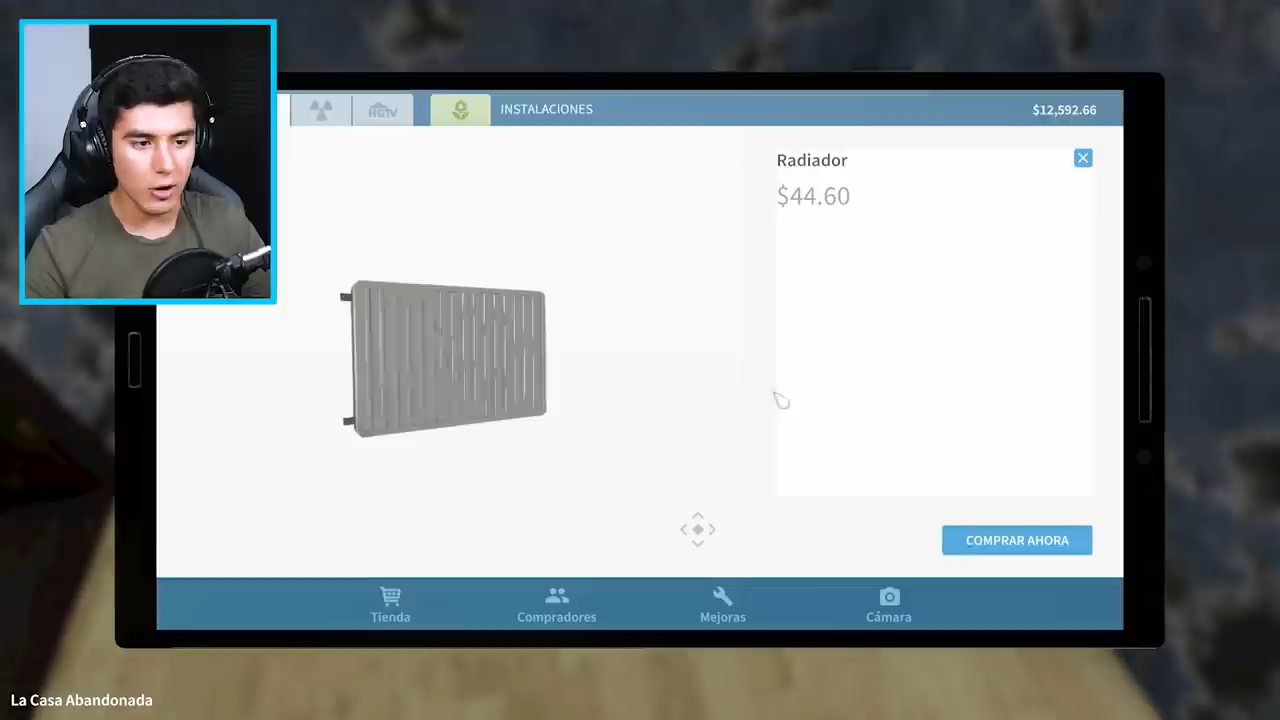 HGTV
INSTALACIONES
$12,592.66
Radiador
$44.60
COMPRAR AHORA
Tienda
Compradores
Mejoras
Cámara
La Casa Abandonada